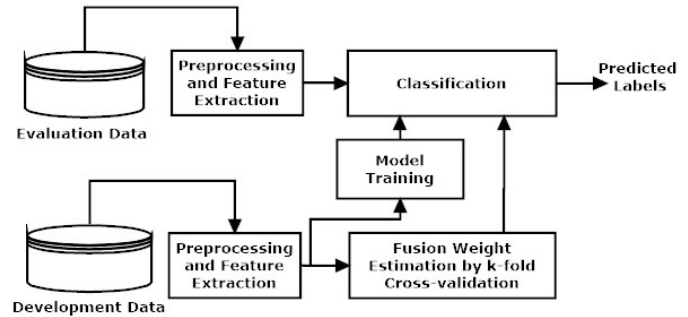 Preprocessing
and Feature
Extraction
Classification
Predicted
Labels
Evaluation Data
Model
Training
Preprocessing
and Feature
Extraction
Fusion Weight
Estimation by k-fold
Cross-validation
Development Data